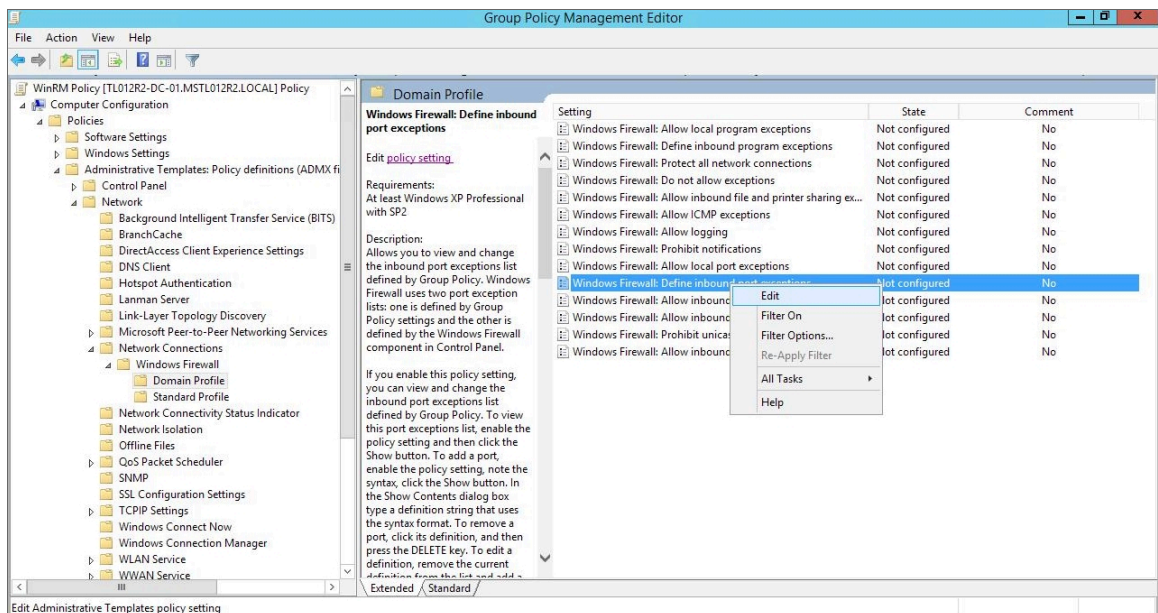 Group Policy Management Editor
File Action View Help
WinRM Policy [TL012R2-DC-01.MSTL012R2.LOCAL] Policy
Computer Configuration
Policies
Software Settings
Windows Settings
Administrative Templates: Policy definitions (ADMX fi
Control Panel
Network
Background Intelligent Transfer Service (BITS)
BranchCache
DirectAccess Client Experience Settings
DNS Client
Hotspot Authentication
Lanman Server
Link-Layer Topology Discovery
Microsoft Peer-to-Peer Networking Services
Network Connections
Windows Firewall
Domain Profile
Standard Profile
Network Connectivity Status Indicator
Network Isolation
Offline Files
QoS Packet Scheduler
SNMP
SSL Configuration Settings
TCPIP Settings
Windows Connect Now
Windows Connection Manager
WLAN Service
WWAN Service
Domain Profile
Windows Firewall: Define inbound
port exceptions
Edit policy setting
Requirements:
At least Windows XP Professional
with SP2
Description:
Allows you to view and change
the inbound port exceptions list
defined by Group Policy. Windows
Firewall uses two port exception
lists: one is defined by Group
Policy settings and the other is
defined by the Windows Firewall
component in Control Panel.
If you enable this policy setting,
you can view and change the
inbound port exceptions list
defined by Group Policy. To view
this port exceptions list, enable the
policy setting and then click the
Show button. To add a port,
enable the policy setting, note the
syntax, click the Show button. In
the Show Contents dialog box
type a definition string that uses
the syntax format. To remove a
port, click its definition, and then
press the DELETE key. To edit a
definition, remove the current
definition from the list and add a
Setting State Comment
Windows Firewall: Allow local program exceptions Not configured No
Windows Firewall: Define inbound program exceptions Not configured No
Windows Firewall: Protect all network connections Not configured No
Windows Firewall: Do not allow exceptions Not configured No
Windows Firewall: Allow inbound file and printer sharing ex... Not configured No
Windows Firewall: Allow ICMP exceptions Not configured No
Windows Firewall: Allow logging Not configured No
Windows Firewall: Prohibit notifications Not configured No
Windows Firewall: Allow local port exceptions Not configured No
Windows Firewall: Define inbound port exceptions Not configured No
Windows Firewall: Allow inbound Not configured No
Windows Firewall: Allow inbound Not configured No
Windows Firewall: Prohibit unicas Not configured No
Windows Firewall: Allow inbound Not configured No
Edit
Filter On
Filter Options...
Re-Apply Filter
All Tasks
Help
Extended Standard
Edit Administrative Templates policy setting